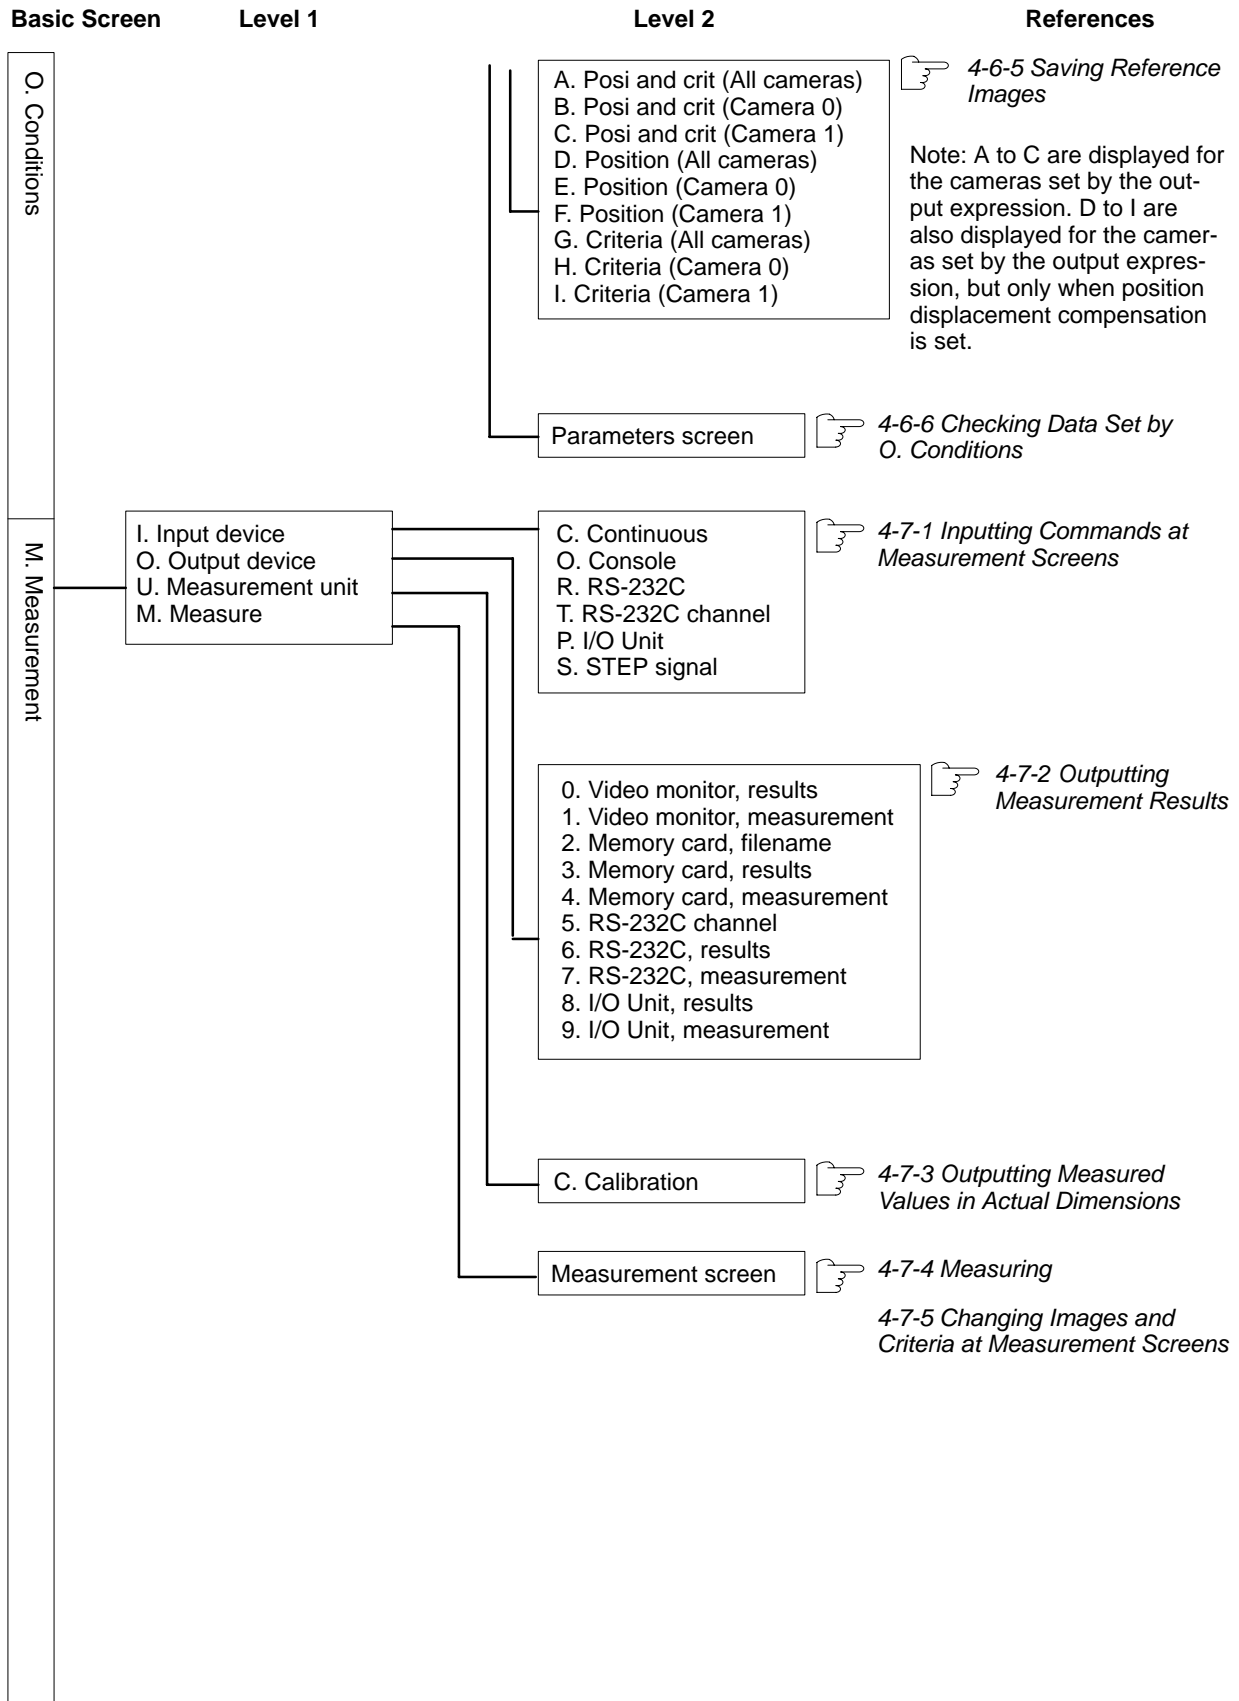 Basic Screen Level 1 Level 2 References
O. Conditions
A. Posi and crit (All cameras)
B. Posi and crit (Camera 0)
C. Posi and crit (Camera 1)
D. Position (All cameras)
E. Position (Camera 0)
F. Position (Camera 1)
G. Criteria (All cameras)
H. Criteria (Camera 0)
I. Criteria (Camera 1)
4-6-5 Saving Reference
Images
Note: A to C are displayed for
the cameras set by the out-
put expression. D to I are
also displayed for the camer-
as set by the output expres-
sion, but only when position
displacement compensation
is set.
Parameters screen
4-6-6 Checking Data Set by
O. Conditions
M. Measurement
I. Input device
O. Output device
U. Measurement unit
M. Measure
C. Continuous
O. Console
R. RS-232C
T. RS-232C channel
P. I/O Unit
S. STEP signal
4-7-1 Inputting Commands at
Measurement Screens
0. Video monitor, results
1. Video monitor, measurement
2. Memory card, filename
3. Memory card, results
4. Memory card, measurement
5. RS-232C channel
6. RS-232C, results
7. RS-232C, measurement
8. I/O Unit, results
9. I/O Unit, measurement
4-7-2 Outputting
Measurement Results
C. Calibration
4-7-3 Outputting Measured
Values in Actual Dimensions
Measurement screen
4-7-4 Measuring
4-7-5 Changing Images and
Criteria at Measurement Screens